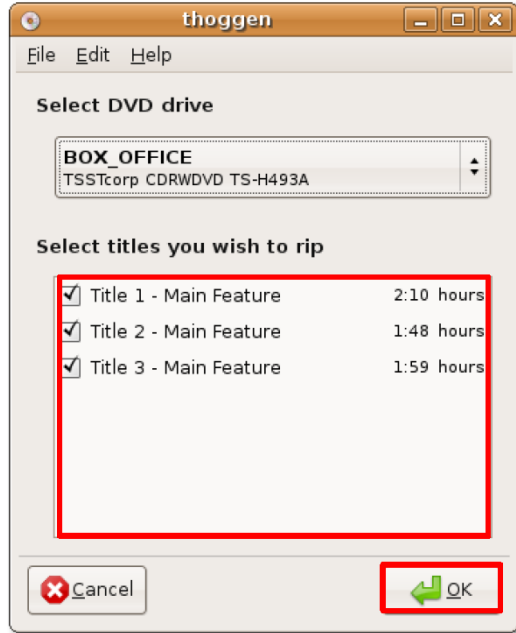 thoggen
File Edit Help
Select DVD drive
BOX_OFFICE
TSSTcorp CDRWDVD TS-H493A
Select titles you wish to rip
Title 1 - Main Feature 2:10 hours
Title 2 - Main Feature 1:48 hours
Title 3 - Main Feature 1:59 hours
Cancel OK